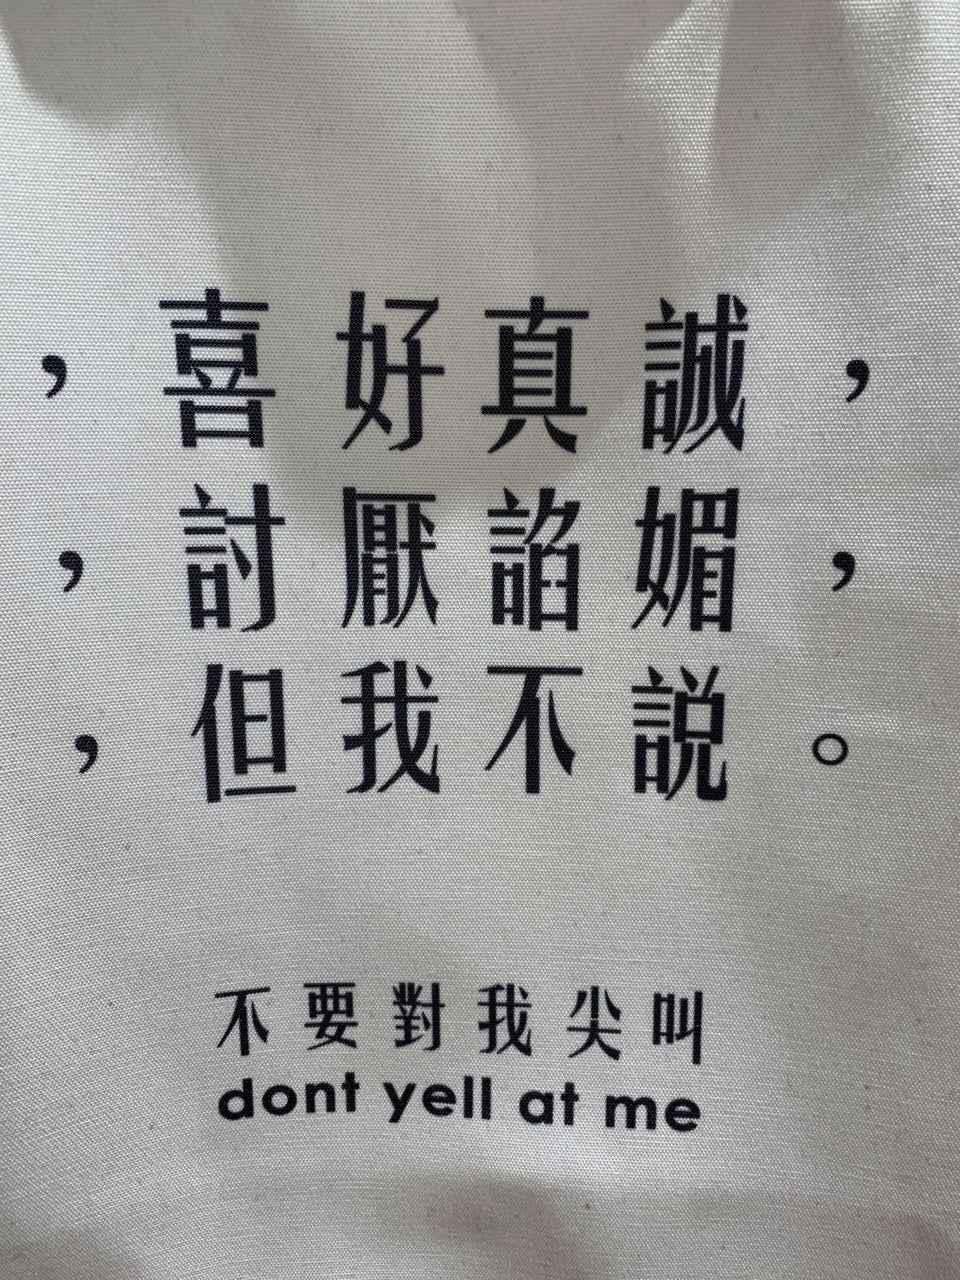 ，喜好真誠，
，討厭諂媚，
，但我不説。
不要對我尖叫
dont yell at me